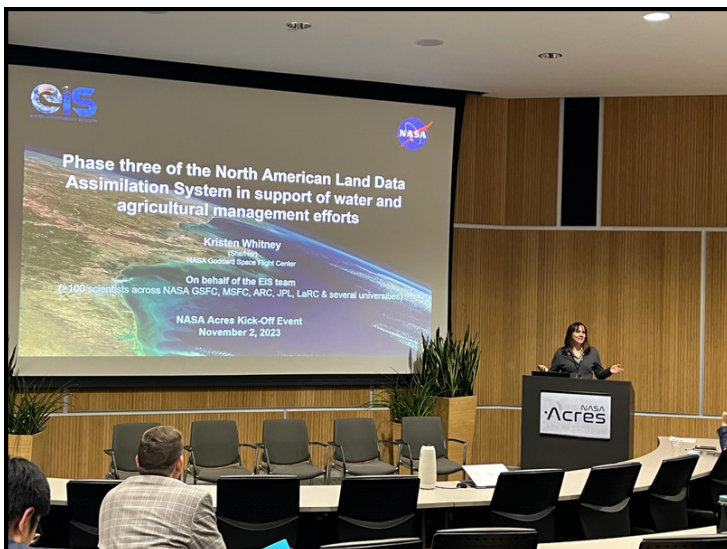 EIS
NASA
Phase three of the North American Land Data
Assimilation System in support of water and
agricultural management efforts
Kristen Whitney
(She/Her)
NASA Goddard Space Flight Center
On behalf of the EIS team
(≥100 scientists across NASA GSFC, MSFC, ARC, JPL, LaRC & several universities)
NASA Acres Kick-Off Event
November 2, 2023
NASA
Acres